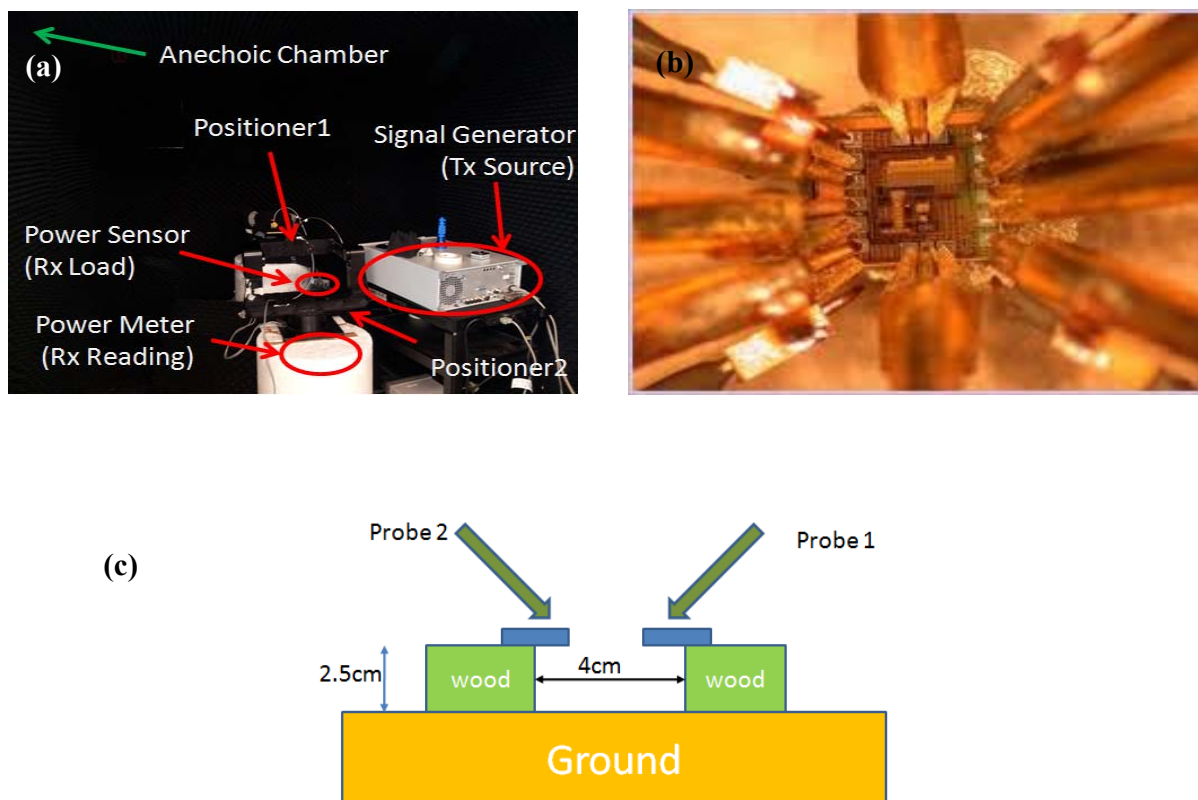 (a)
Anechoic Chamber
Positioner1
Signal Generator
(Tx Source)
Power Sensor
(Rx Load)
Power Meter
(Rx Reading)
Positioner2
(b)
(c)
Probe 2
Probe 1
2.5cm
wood
4cm
wood
Ground